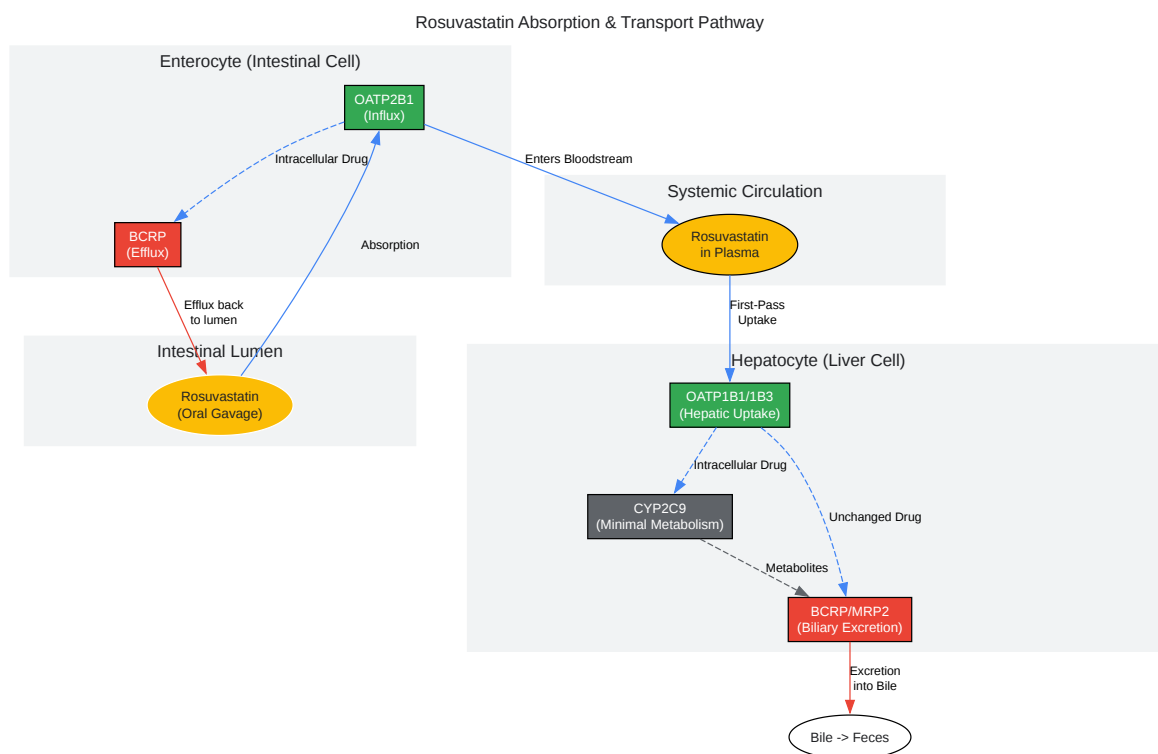 Rosuvastatin Absorption & Transport Pathway
Enterocyte (Intestinal Cell)
OATP2B1
(Influx)
Intracellular Drug
Enters Bloodstream
Systemic Circulation
BCRP
(Efflux)
Absorption
Rosuvastatin
in Plasma
Efflux back
to lumen
First-Pass
Uptake
Intestinal Lumen
Rosuvastatin
(Oral Gavage)
Hepatocyte (Liver Cell)
OATP1B1/1B3
(Hepatic Uptake)
Intracellular Drug
CYP2C9
(Minimal Metabolism)
Unchanged Drug
Metabolites
BCRP/MRP2
(Biliary Excretion)
Excretion
into Bile
Bile -> Feces